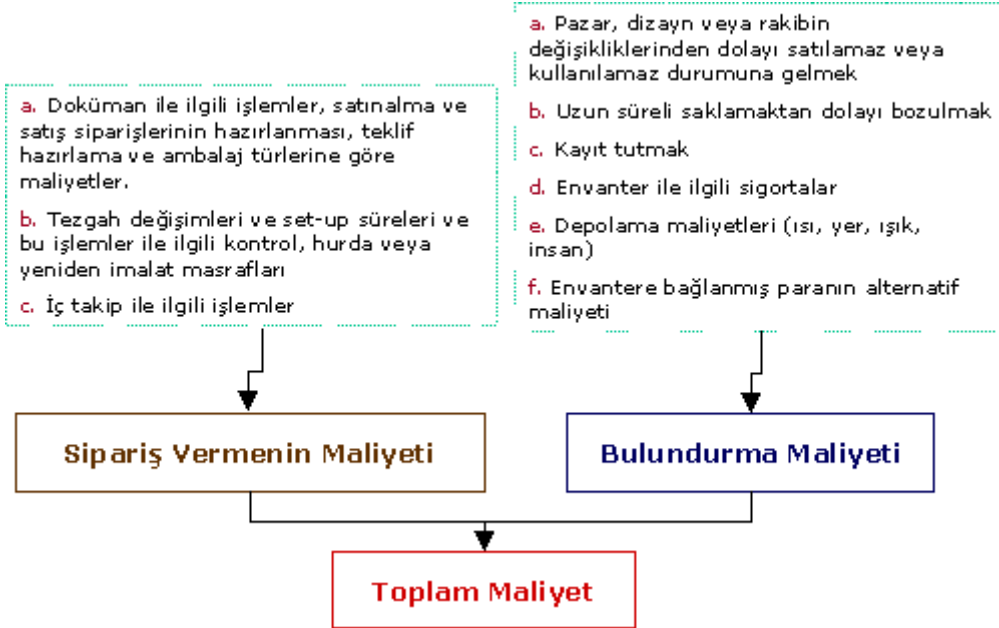 a. Doküman ile ilgili işlemler, satınalma ve
satış siparişlerinin hazırlanması, teklif
hazırlama ve ambalaj türlerine göre
maliyetler.
b. Tezgah değişimleri ve set-up süreleri ve
bu işlemler ile ilgili kontrol, hurda veya
yeniden imalat masrafları
c. İç takip ile ilgili işlemler
a. Pazar, dizayn veya rakibin
değişikliklerinden dolayı satılamaz veya
kullanılamaz durumuna gelmek
b. Uzun süreli saklamaktan dolayı bozulmak
c. Kayıt tutmak
d. Envanter ile ilgili sigortalar
e. Depolama maliyetleri (ısı, yer, ışık,
insan)
f. Envantere bağlanmış paranın alternatif
maliyeti
Sipariş Vermenin Maliyeti
Bulundurma Maliyeti
Toplam Maliyet